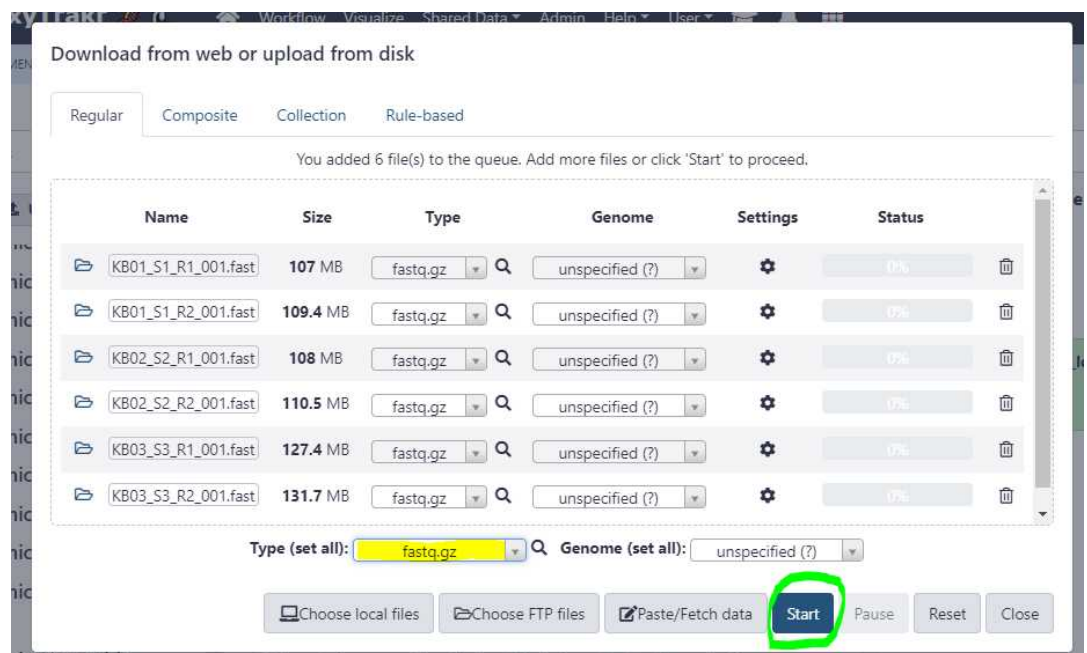 Workflow Visualize Shared Data Admin Help User
Download from web or upload from disk
Regular Composite Collection Rule-based
You added 6 file(s) to the queue. Add more files or click 'Start' to proceed.
Name Size Type Genome Settings Status
KB01_S1_R1_001.fast 107 MB fastq.gz unspecified (?) 0%
KB01_S1_R2_001.fast 109.4 MB fastq.gz unspecified (?) 0%
KB02_S2_R1_001.fast 108 MB fastq.gz unspecified (?) 0%
KB02_S2_R2_001.fast 110.5 MB fastq.gz unspecified (?) 0%
KB03_S3_R1_001.fast 127.4 MB fastq.gz unspecified (?) 0%
KB03_S3_R2_001.fast 131.7 MB fastq.gz unspecified (?) 0%
Type (set all): fastq.gz Genome (set all): unspecified (?)
Choose local files Choose FTP files Paste/Fetch data Start Pause Reset Close